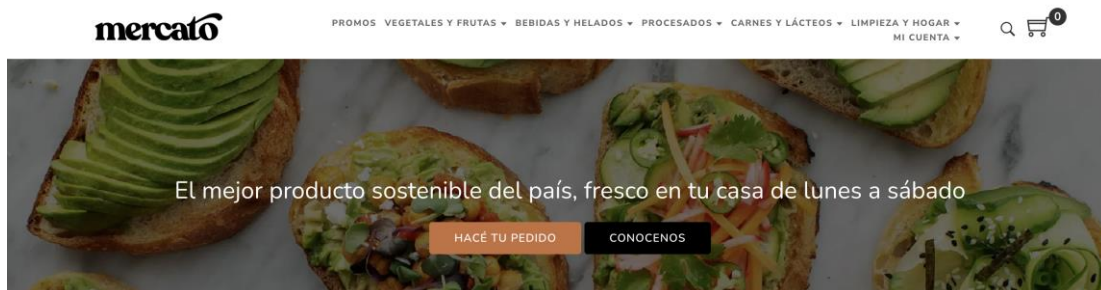 mercato
PROMOS VEGETALES Y FRUTAS BEBIDAS Y HELADOS PROCESADOS CARNES Y LÁCTEOS LIMPIEZA Y HOGAR
MI CUENTA
0
El mejor producto sostenible del país, fresco en tu casa de lunes a sábado
HACÉ TU PEDIDO CONOCENOS